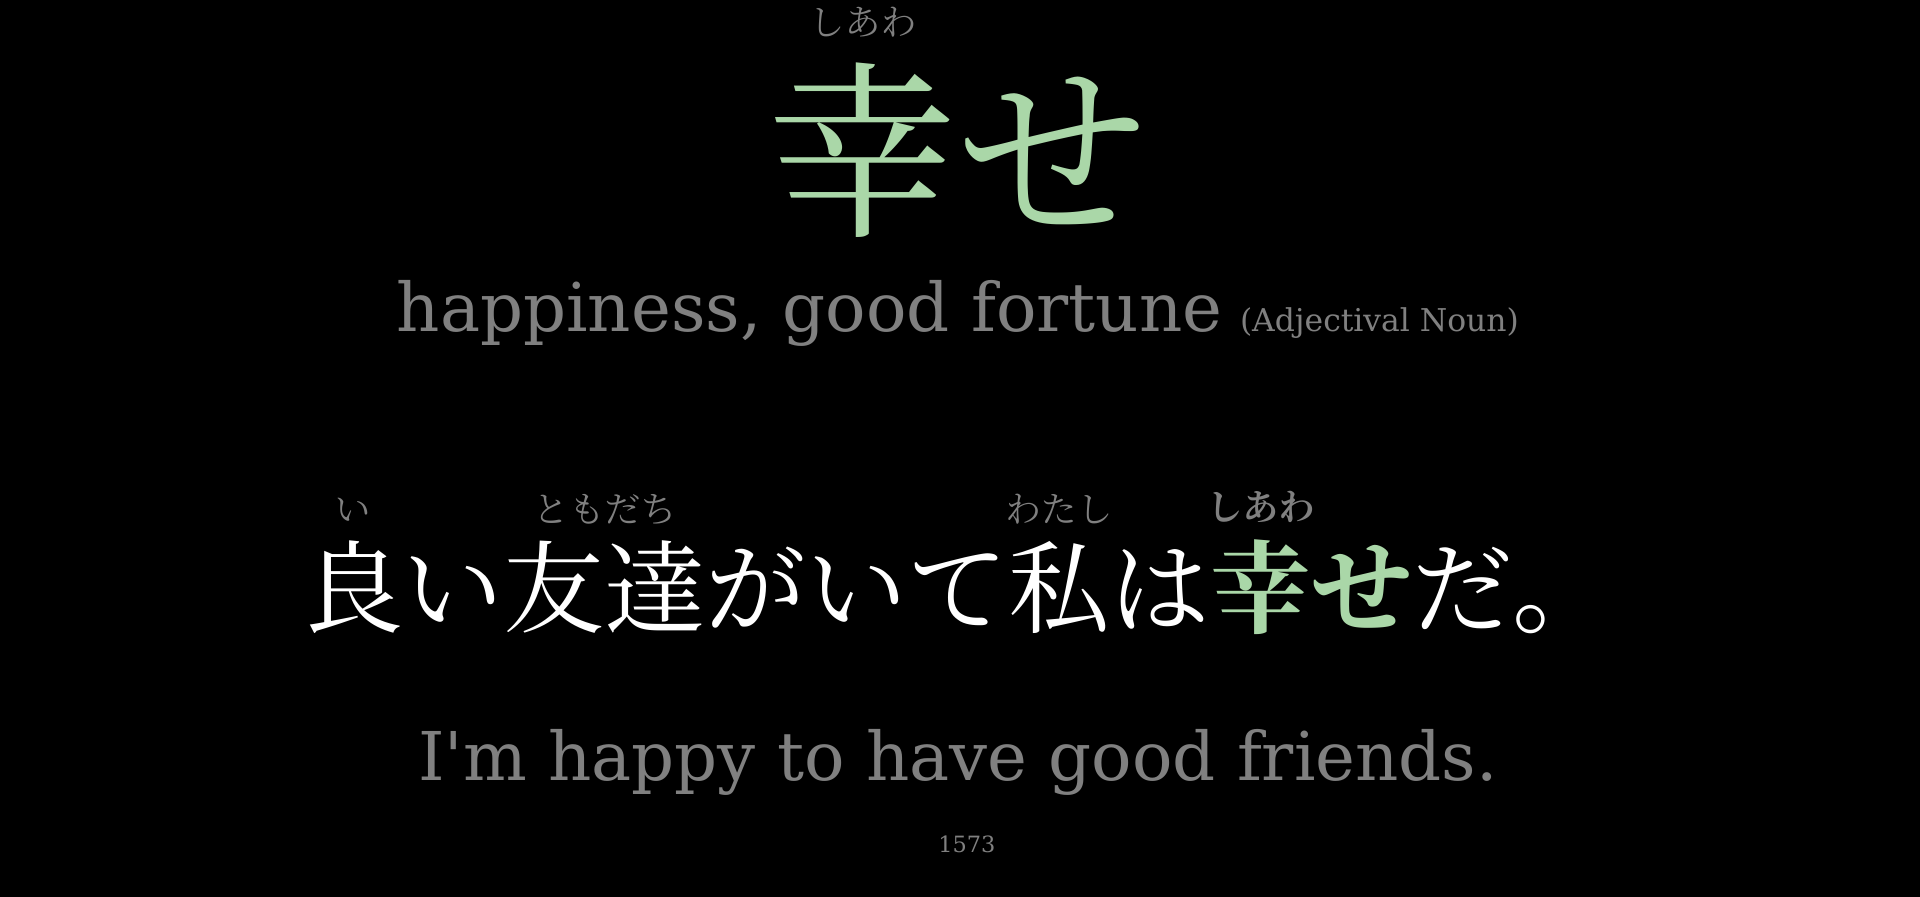 しあわ
幸せ
happiness, good fortune (Adjectival Noun)
い ともだち わたし しあわ
良い友達がいて私は幸せだ。
I'm happy to have good friends.
1573